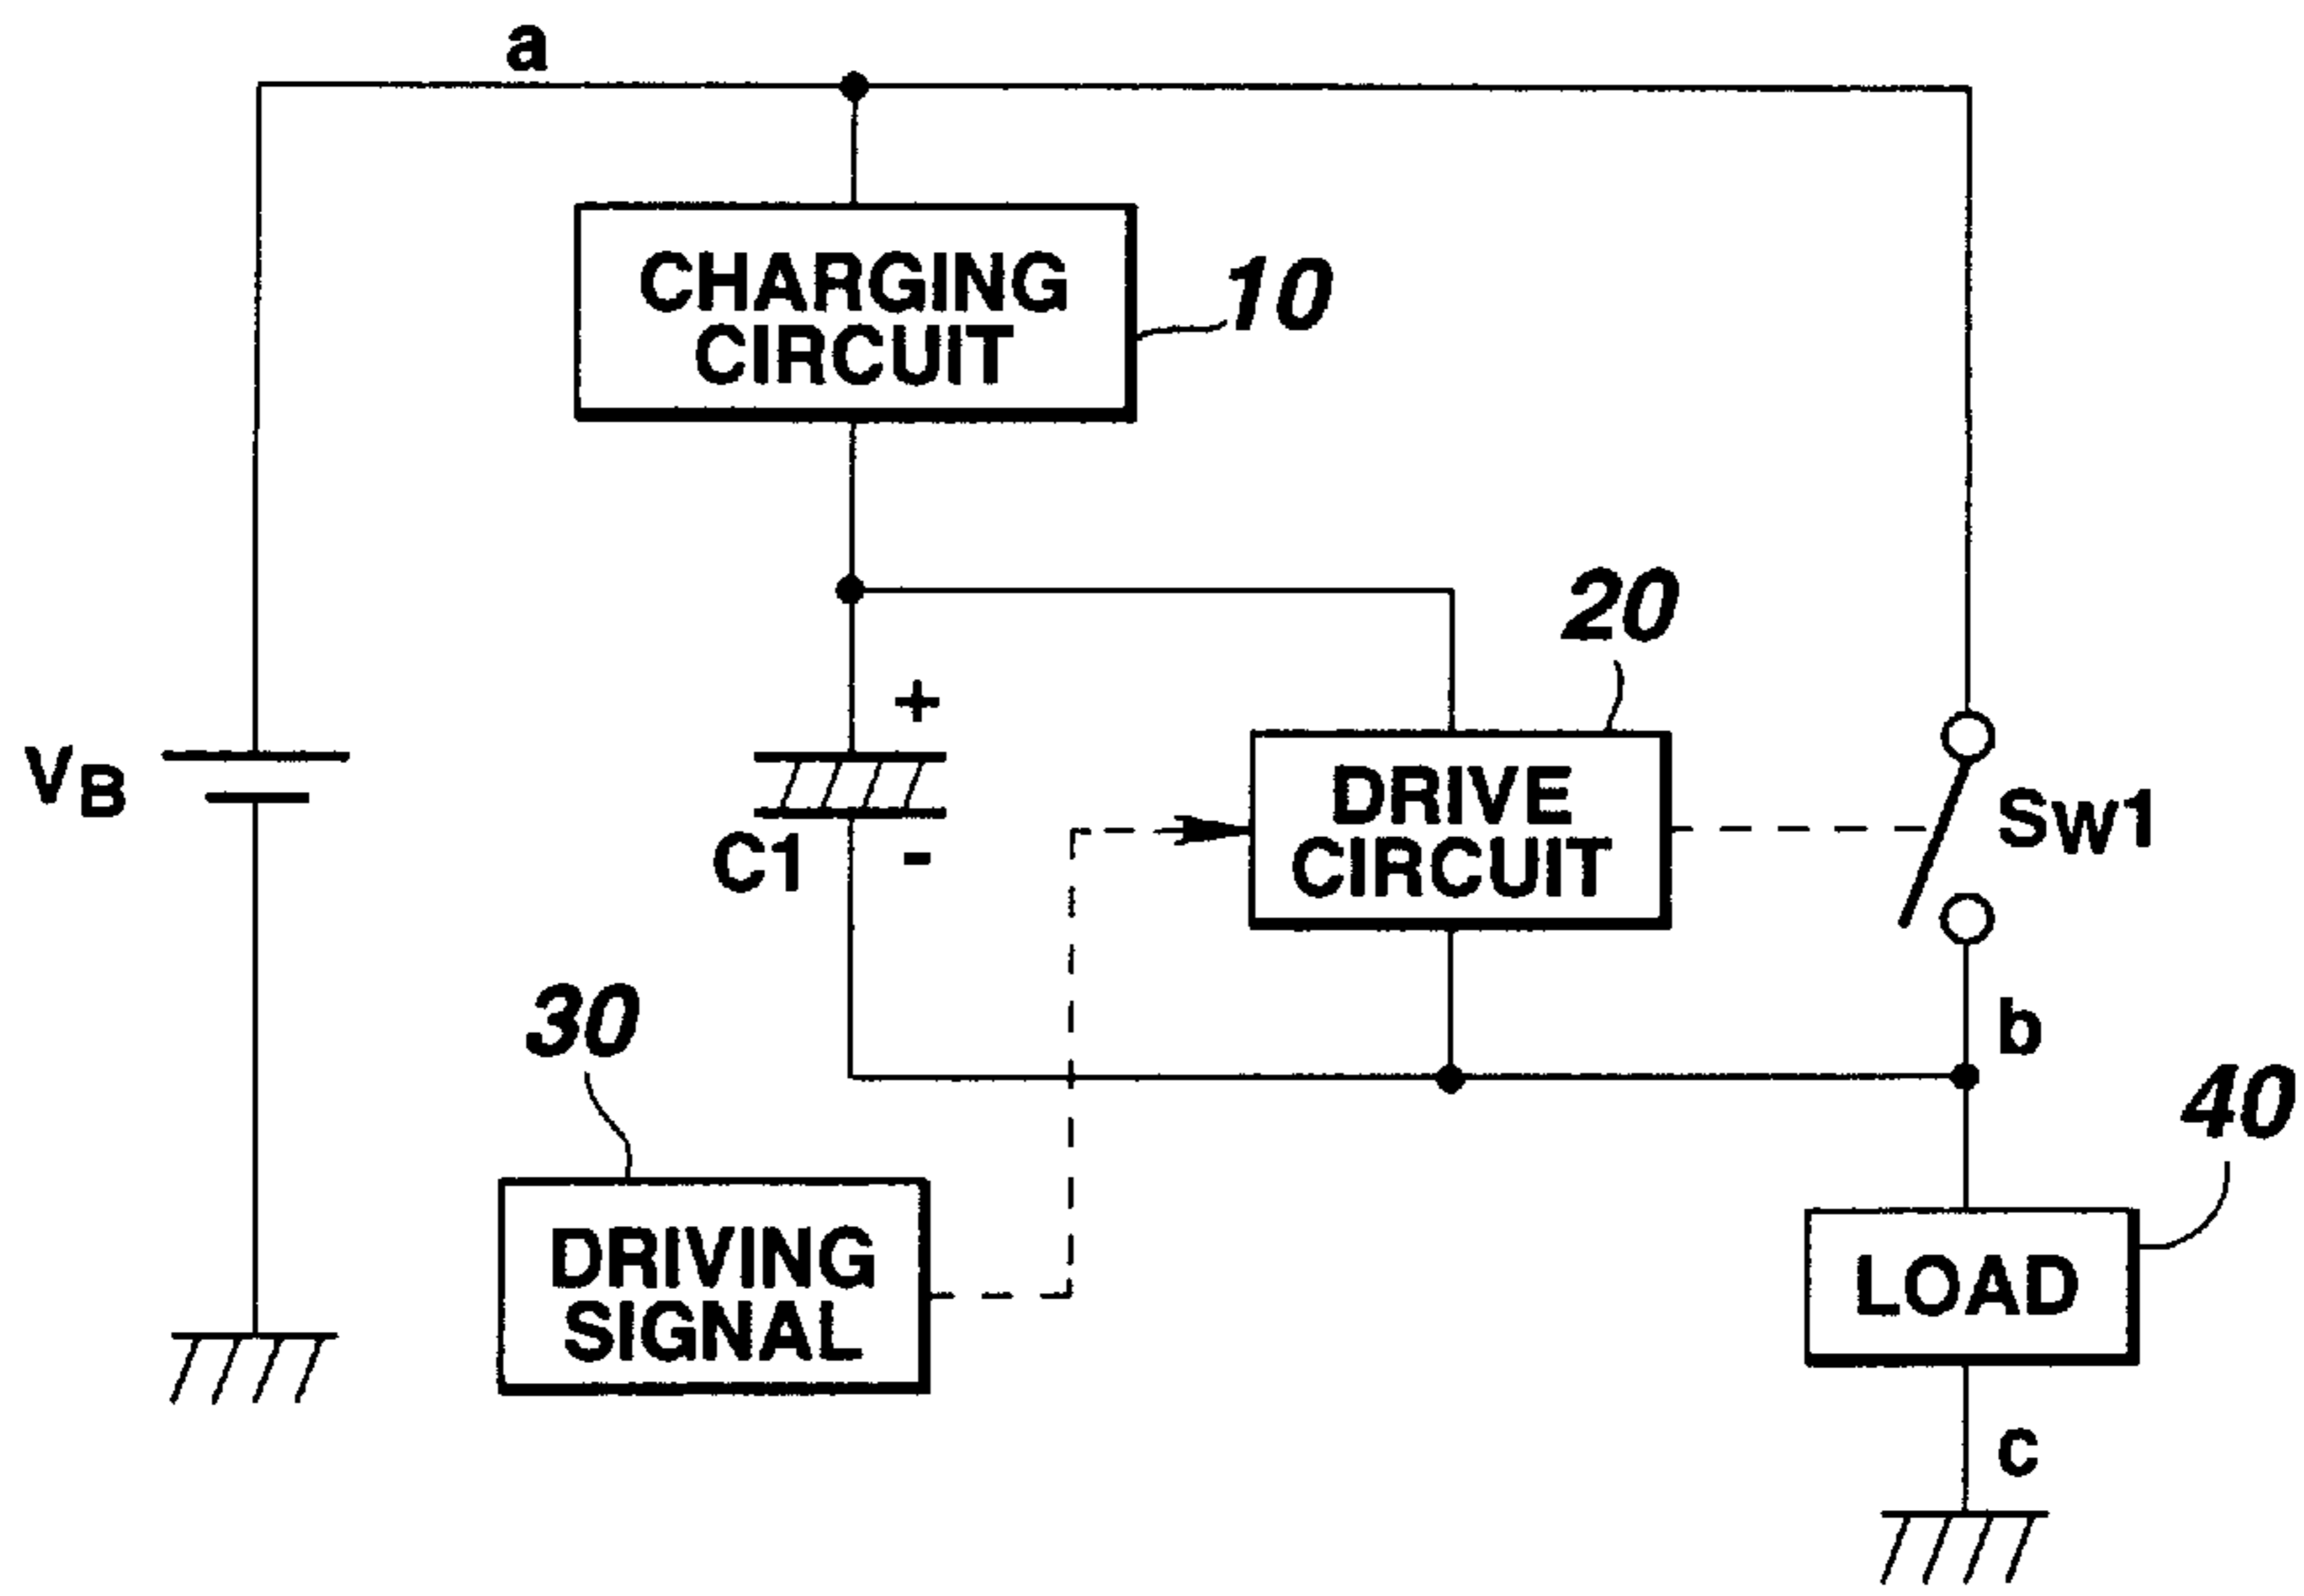 a
CHARGING
CIRCUIT
10
20
+
VB
DRIVE
CIRCUIT
SW1
C1
-
30
b
40
DRIVING
SIGNAL
LOAD
c